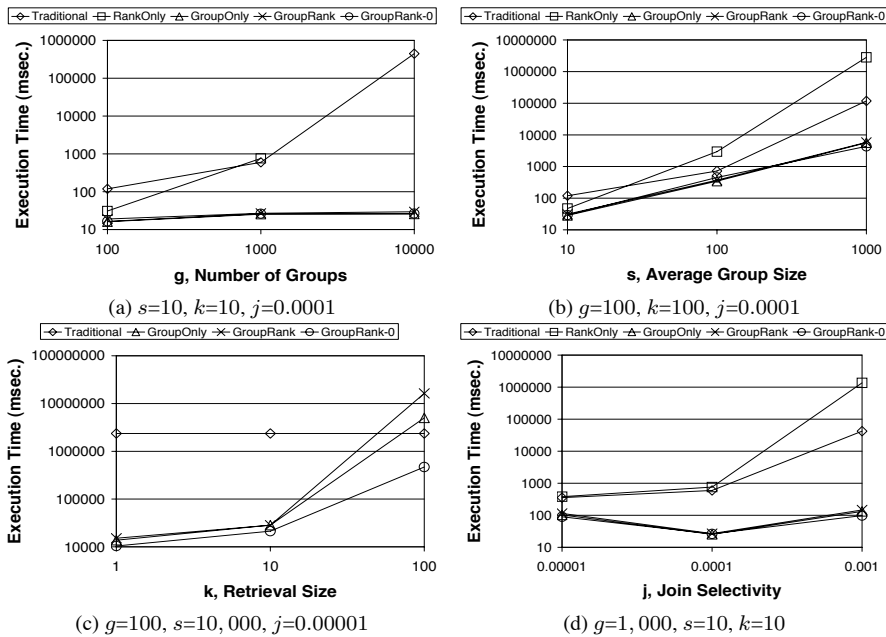 Traditional RankOnly GroupOnly GroupRank GroupRank-0
Execution Time (msec.)
1000000
100000
10000
1000
100
10
100 1000 10000
g, Number of Groups
(a) s=10, k=10, j=0.0001
Traditional RankOnly GroupOnly GroupRank GroupRank-0
Execution Time (msec.)
10000000
1000000
100000
10000
1000
100
10
10 100 1000
s, Average Group Size
(b) g=100, k=100, j=0.0001
Traditional GroupOnly GroupRank GroupRank-0
Execution Time (msec.)
100000000
10000000
1000000
100000
10000
1 10 100
k, Retrieval Size
(c) g=100, s=10, 000, j=0.00001
Traditional RankOnly GroupOnly GroupRank GroupRank-0
Execution Time (msec.)
10000000
1000000
100000
10000
1000
100
10
0.00001 0.0001 0.001
j, Join Selectivity
(d) g=1, 000, s=10, k=10